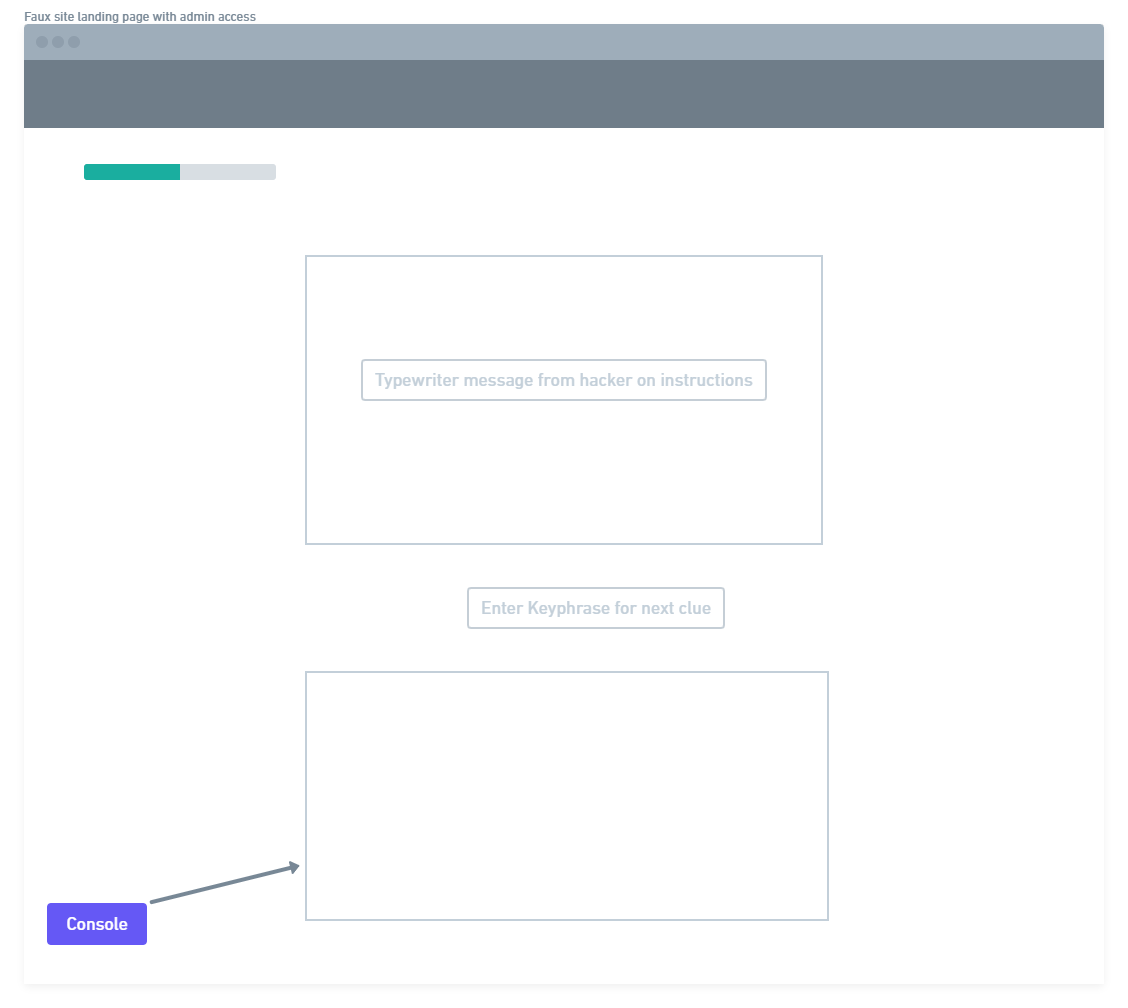 Faux site landing page with admin access
Typewriter message from hacker on instructions
Enter Keyphrase for next clue
Console